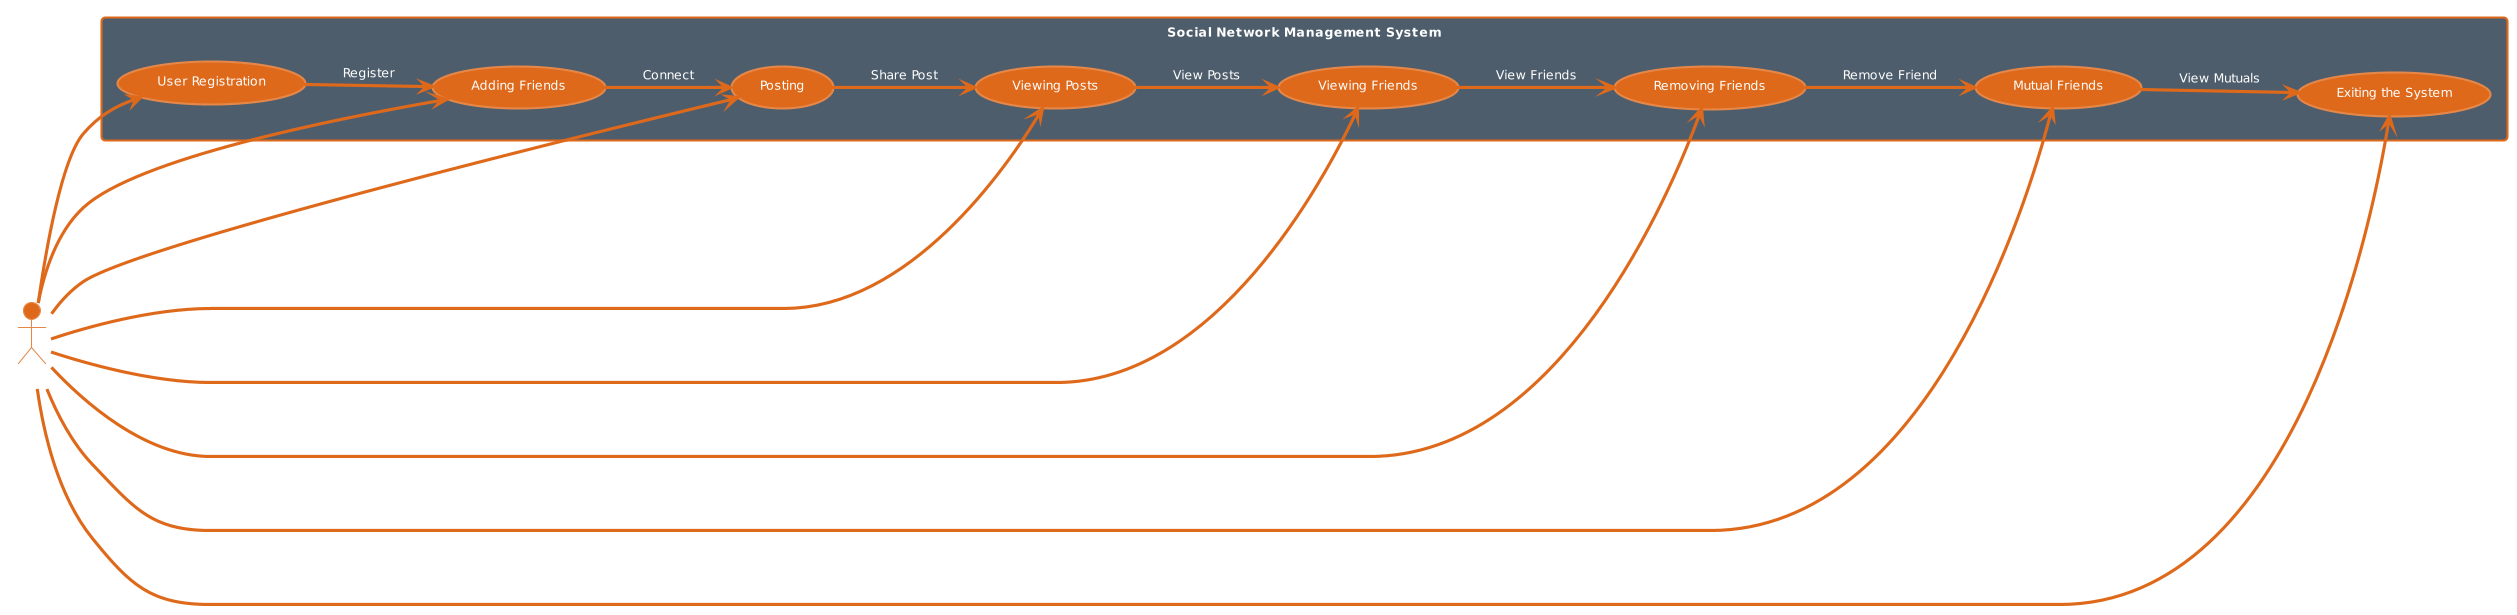 Social Network Management System
User Registration
Register
Adding Friends
Connect
Posting
Share Post
Viewing Posts
View Posts
Viewing Friends
View Friends
Removing Friends
Remove Friend
Mutual Friends
View Mutuals
Exiting the System